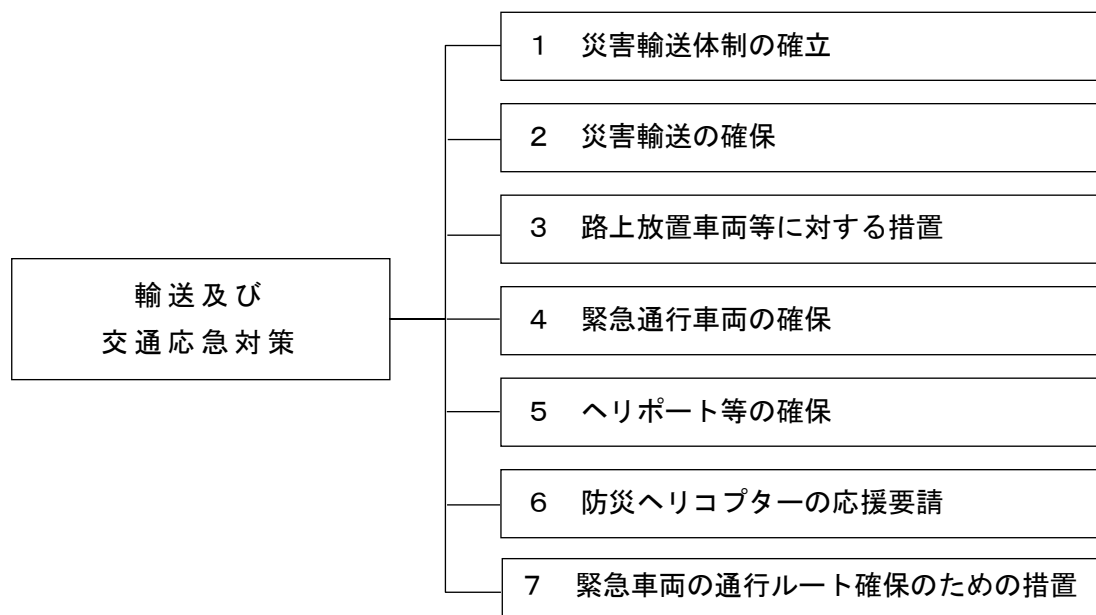 1 災害輸送体制の確立
2 災害輸送の確保
3 路上放置車両等に対する措置
輸送及び
交通応急対策
4 緊急通行車両の確保
5 ヘリポート等の確保
6 防災ヘリコプターの応援要請
7 緊急車両の通行ルート確保のための措置